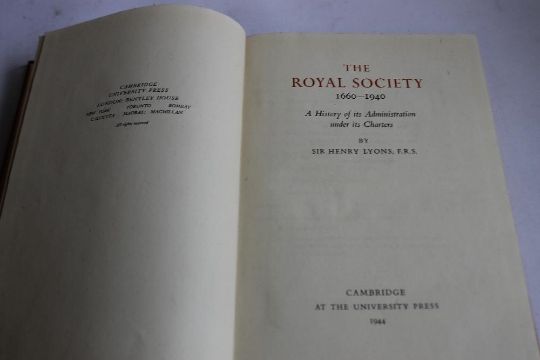 CAMBRIDGE
UNIVERSITY PRESS
LONDON: BENTLEY HOUSE
NEW YORK TORONTO BOMBAY
CALCUTTA MADRAS: MACMILLAN
All rights reserved
THE
ROYAL SOCIETY
1660—1940
A History of its Administration
under its Charters
BY
SIR HENRY LYONS, F.R.S.
CAMBRIDGE
AT THE UNIVERSITY PRESS
1944